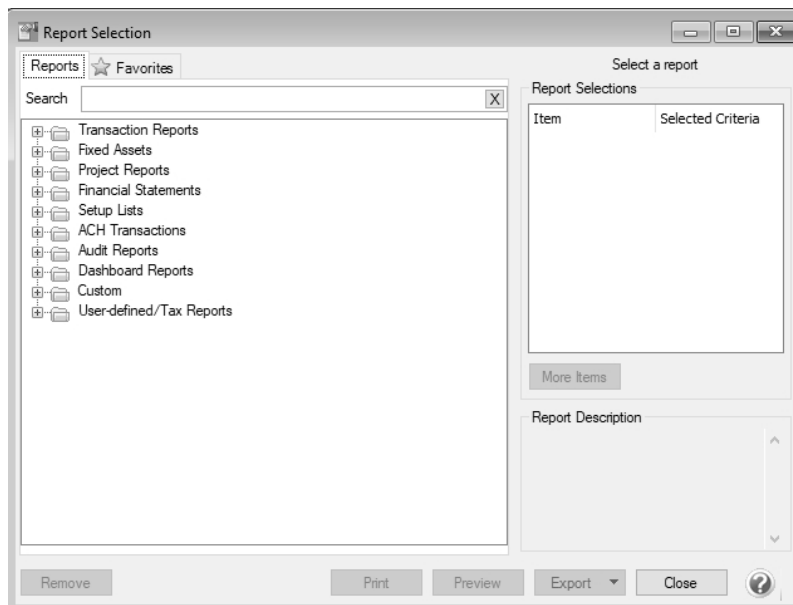 Report Selection
Reports Favorites
Select a report
Search X
Transaction Reports
Fixed Assets
Project Reports
Financial Statements
Setup Lists
ACH Transactions
Audit Reports
Dashboard Reports
Custom
User-defined/Tax Reports
Report Selections
Item Selected Criteria
More Items
Report Description
Remove Print Preview Export Close ?